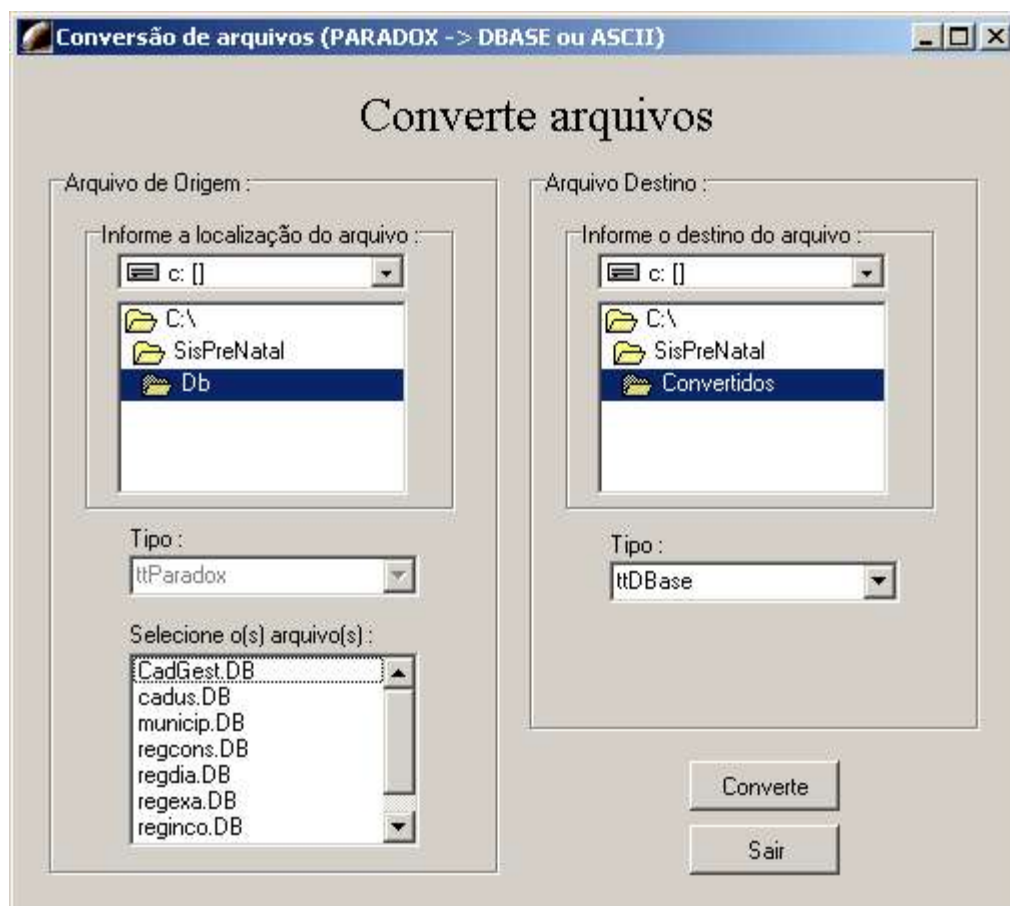 Conversão de arquivos (PARADOX -> DBASE ou ASCII)
Converte arquivos
Arquivo de Origem :
Informe a localização do arquivo :
c: []
C:\
SisPreNatal
Db
Tipo :
ttParadox
Selecione o(s) arquivo(s) :
CadGest.DB
cadus.DB
municip.DB
regcons.DB
regdia.DB
regexa.DB
reginco.DB
Arquivo Destino :
Informe o destino do arquivo :
c: []
C:\
SisPreNatal
Convertidos
Tipo :
ttDBase
Converte
Sair